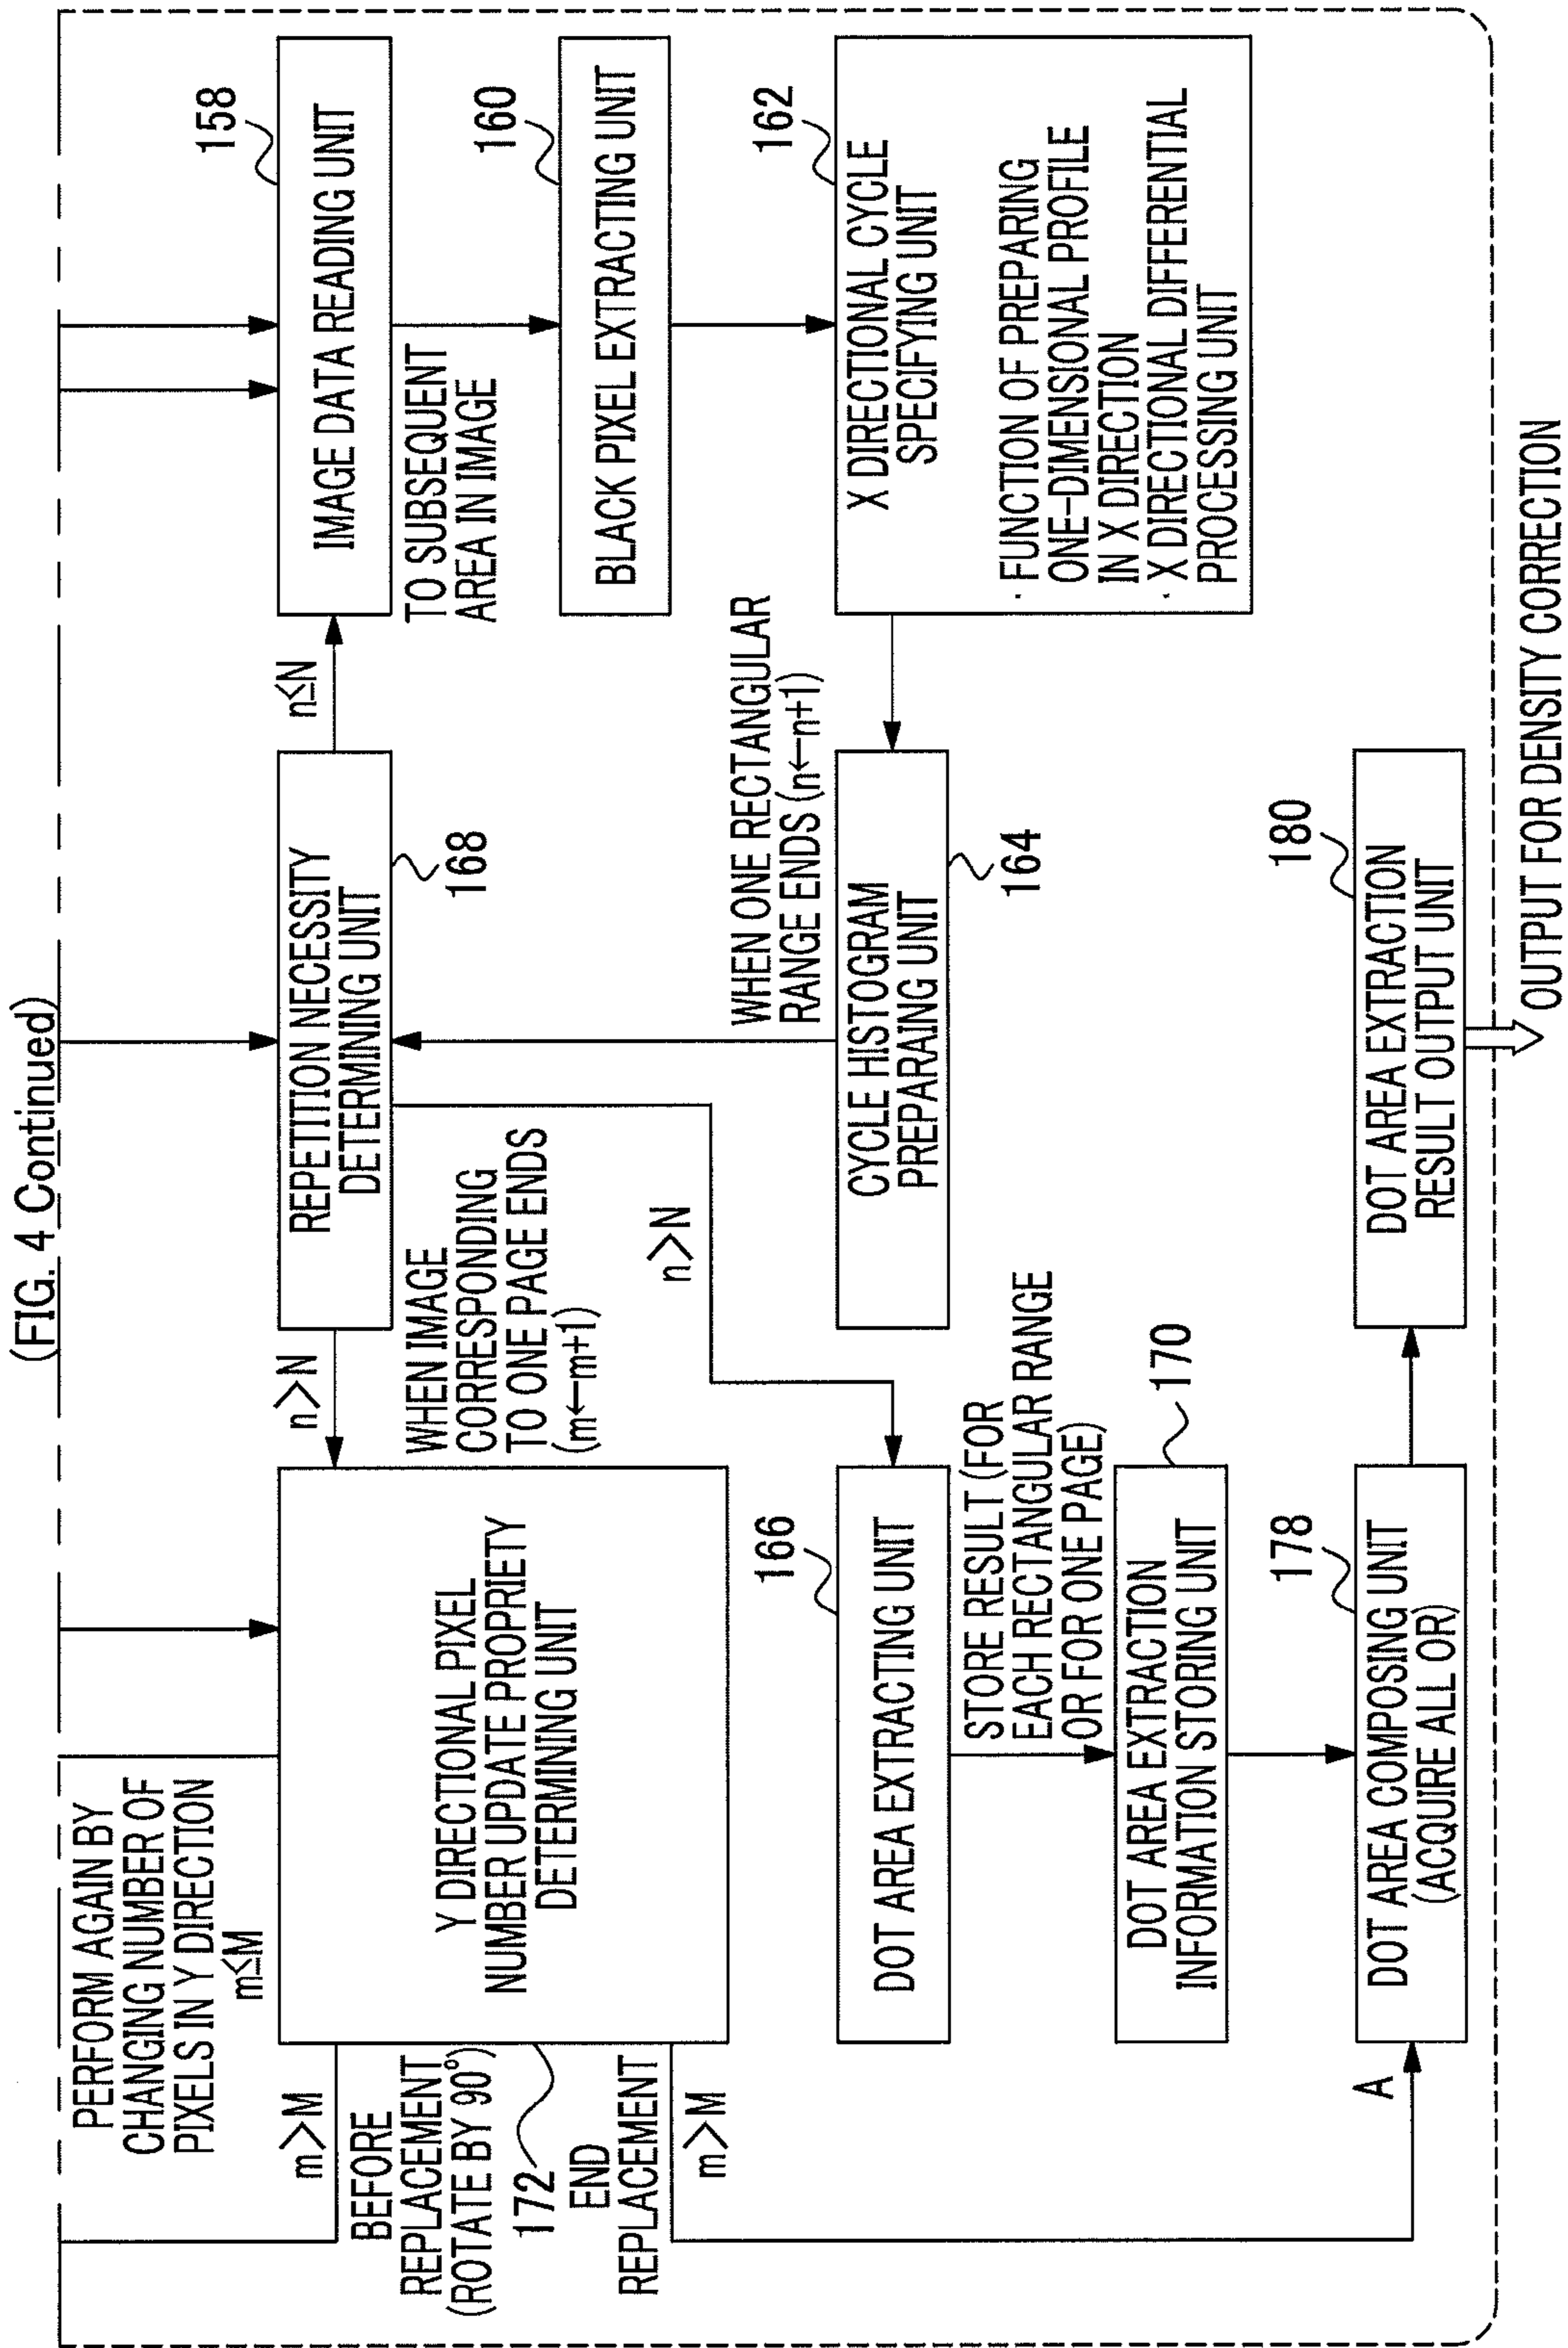 (FIG. 4 Continued)
PERFORM AGAIN BY
CHANGING NUMBER OF
PIXELS IN Y DIRECTION
m≦M
m>M
BEFORE
REPLACEMENT
(ROTATE BY 90°)
172
END
REPLACEMENT
m>M
Y DIRECTIONAL PIXEL
NUMBER UPDATE PROPRIETY
DETERMINING UNIT
n>N
WHEN IMAGE
CORRESPONDING
TO ONE PAGE ENDS
(m←m+1)
REPETITION NECESSITY
DETERMINING UNIT
168
n≦N
158
IMAGE DATA READING UNIT
TO SUBSEQUENT
AREA IN IMAGE
160
BLACK PIXEL EXTRACTING UNIT
162
X DIRECTIONAL CYCLE
SPECIFYING UNIT
· FUNCTION OF PREPARING
ONE-DIMENSIONAL PROFILE
IN X DIRECTION
· X DIRECTIONAL DIFFERENTIAL
PROCESSING UNIT
WHEN ONE RECTANGULAR
RANGE ENDS (n←n+1)
CYCLE HISTOGRAM
PREPARAING UNIT
164
n>N
166
DOT AREA EXTRACTING UNIT
STORE RESULT (FOR
EACH RECTANGULAR RANGE
OR FOR ONE PAGE)
170
DOT AREA EXTRACTION
INFORMATION STORING UNIT
178
DOT AREA COMPOSING UNIT
(ACQUIRE ALL OR)
A
180
DOT AREA EXTRACTION
RESULT OUTPUT UNIT
OUTPUT FOR DENSITY CORRECTION